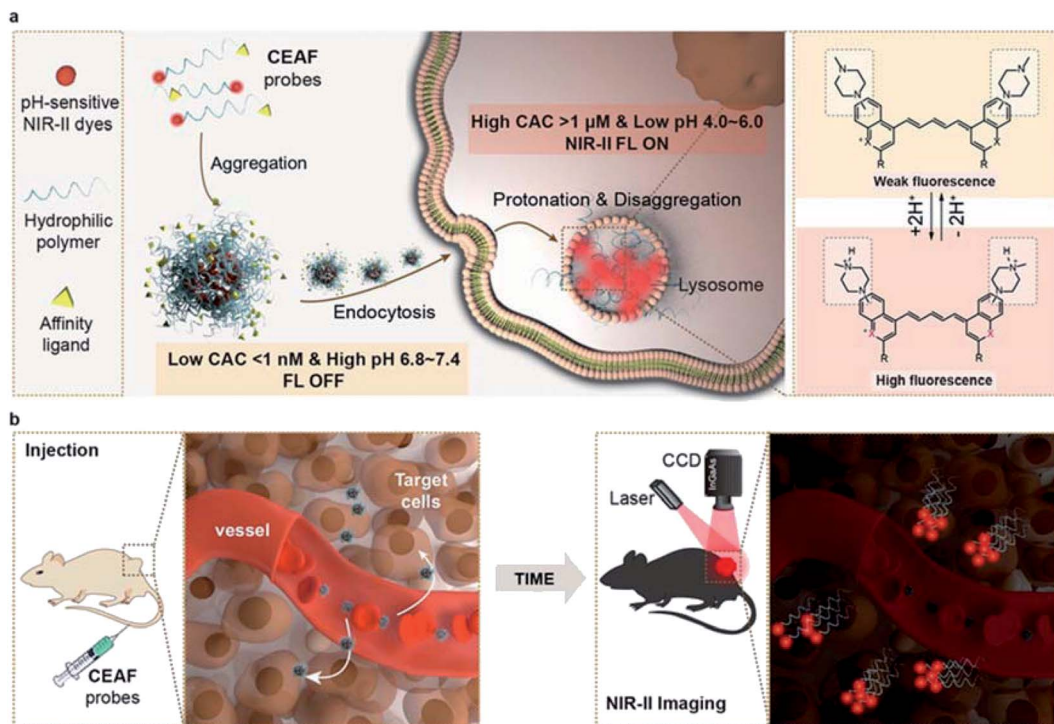 a
pH-sensitive
NIR-II dyes
Hydrophilic
polymer
Affinity
ligand
CEAF
probes
Aggregation
Endocytosis
Low CAC <1 nM & High pH 6.8~7.4
FL OFF
High CAC >1 µM & Low pH 4.0~6.0
NIR-II FL ON
Protonation & Disaggregation
Lysosome
N
N
N
N
+X
X
R
R
Weak fluorescence
+2H+
- 2H+
H
H
N+
N+
N
N
R
R
High fluorescence
b
Injection
CEAF
probes
vessel
Target
cells
TIME
CCD
InGaAs
Laser
NIR-II Imaging